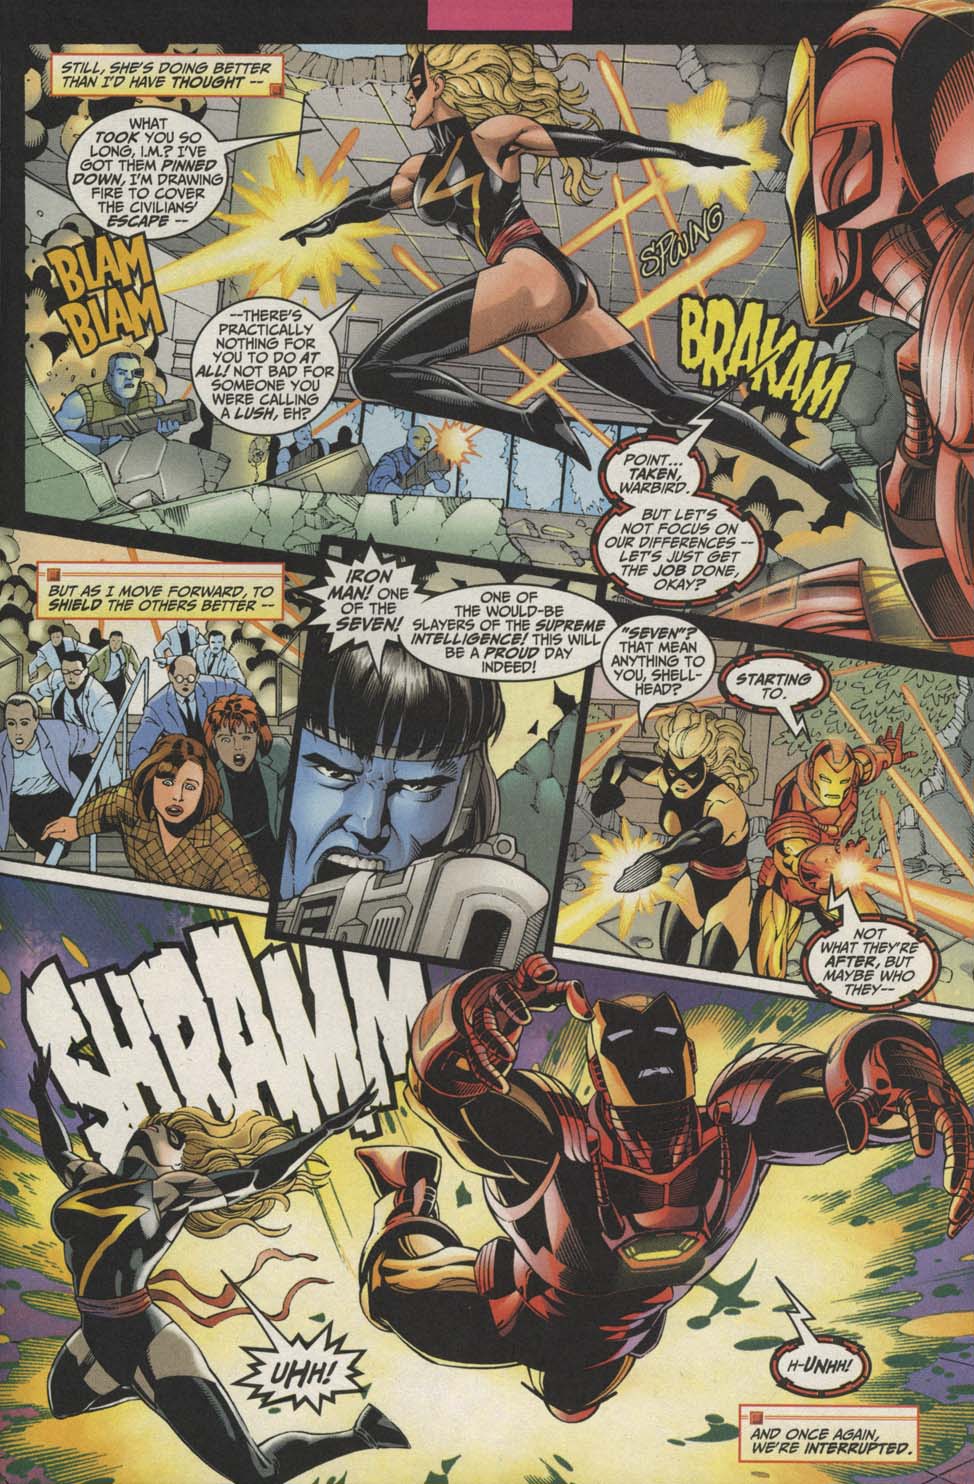 STILL, SHE'S DOING BETTER
THAN I'D HAVE THOUGHT --
WHAT
TOOK YOU SO
LONG, I.M.? I'VE
GOT THEM PINNED
DOWN, I'M DRAWING
FIRE TO COVER
THE CIVILIANS'
ESCAPE --
BLAM
BLAM
--THERE'S
PRACTICALLY
NOTHING FOR
YOU TO DO AT
ALL! NOT BAD FOR
SOMEONE YOU
WERE CALLING
A LUSH, EH?
SPWING
BRAKAM
POINT...
TAKEN,
WARBIRD.
BUT LET'S
NOT FOCUS ON
OUR DIFFERENCES --
LET'S JUST GET
THE JOB DONE,
OKAY?
BUT AS I MOVE FORWARD, TO
SHIELD THE OTHERS BETTER --
IRON
MAN! ONE
OF THE
SEVEN!
ONE OF
THE WOULD-BE
SLAYERS OF THE SUPREME
INTELLIGENCE! THIS WILL
BE A PROUD DAY
INDEED!
"SEVEN"?
THAT MEAN
ANYTHING TO
YOU, SHELL-
HEAD?
STARTING
TO.
NOT
WHAT THEY'RE
AFTER, BUT
MAYBE WHO
THEY--
SHRAMM
UHH!
H-UNHH!
AND ONCE AGAIN,
WE'RE INTERRUPTED.